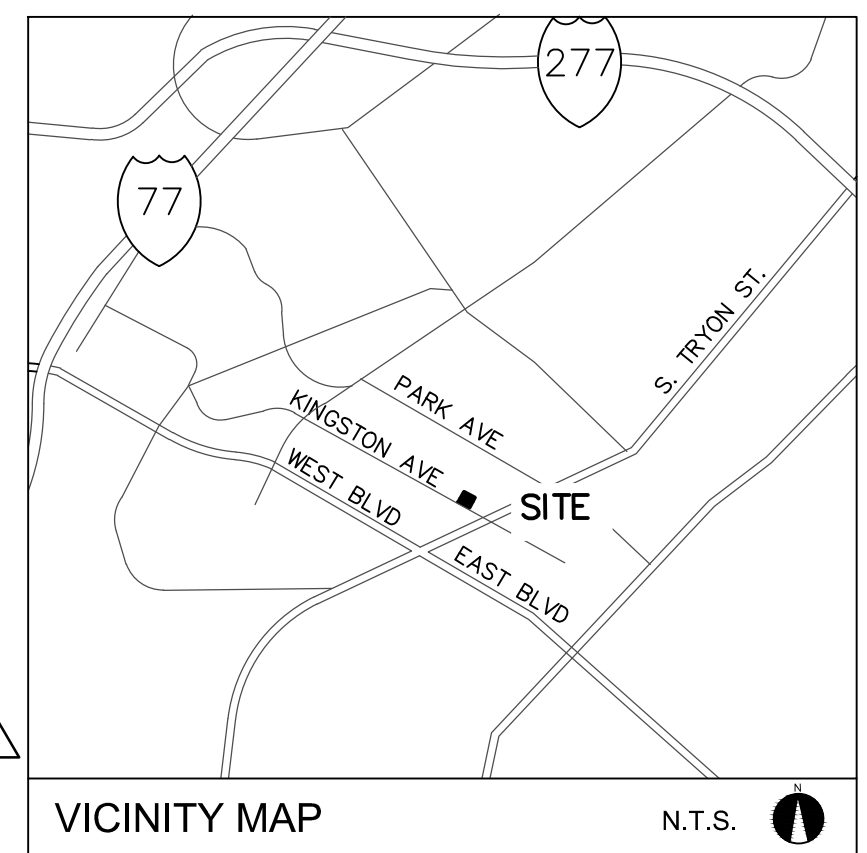 277
77
S. TRYON ST.
PARK AVE
KINGSTON AVE
WEST BLVD
SITE
EAST BLVD
VICINITY MAP
N.T.S.
N